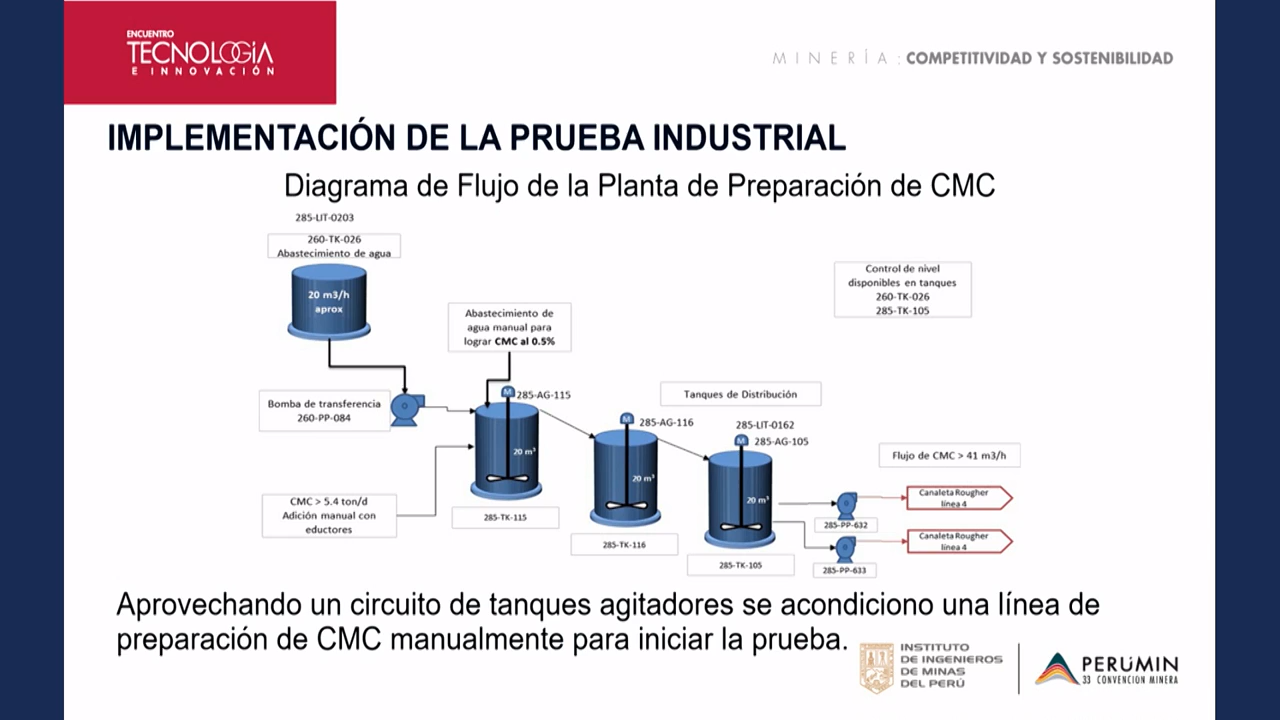 ENCUENTRO
TECNOLOGÍA
E INNOVACIÓN
MINERÍA: COMPETITIVIDAD Y SOSTENIBILIDAD
IMPLEMENTACIÓN DE LA PRUEBA INDUSTRIAL
Diagrama de Flujo de la Planta de Preparación de CMC
285-LIT-0203
260-TK-026
Abastecimiento de agua
20 m3/h
aprox
Control de nivel
disponibles en tanques
260-TK-026
285-TK-105
Abastecimiento de
agua manual para
lograr CMC al 0.5%
Bomba de transferencia
260-PP-084
M
285-AG-115
20 m³
285-TK-115
CMC > 5.4 ton/d
Adición manual con
eductores
M
285-AG-116
20 m³
285-TK-116
Tanques de Distribución
285-LIT-0162
M
285-AG-105
20 m³
285-TK-105
Flujo de CMC > 41 m3/h
285-PP-632
Canaleta Rougher
línea 4
285-PP-633
Canaleta Rougher
línea 4
Aprovechando un circuito de tanques agitadores se acondiciono una línea de
preparación de CMC manualmente para iniciar la prueba.
INSTITUTO
DE INGENIEROS
DE MINAS
DEL PERÚ
PERÚMIN
33 CONVENCION MINERA